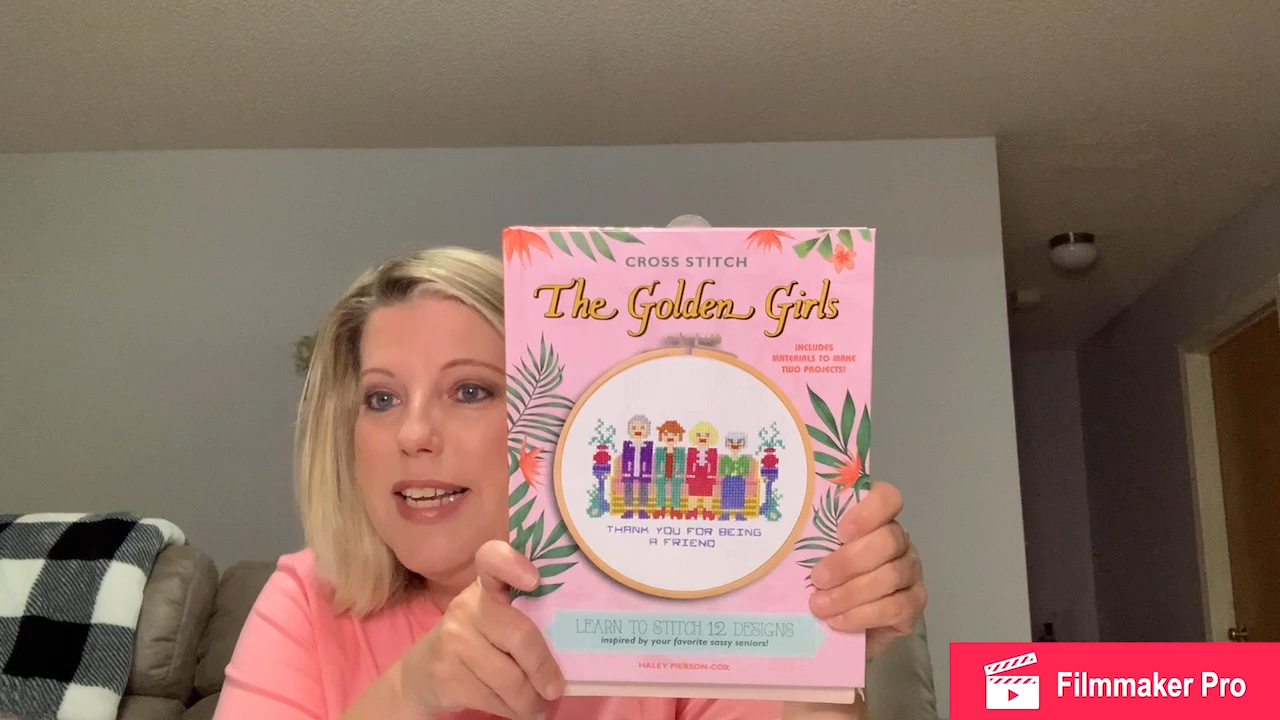 CROSS STITCH
The Golden Girls
INCLUDES
MATERIALS TO MAKE
TWO PROJECTS!
THANK YOU FOR BEING
A FRIEND
LEARN TO STITCH 12 DESIGNS
inspired by your favorite sassy seniors!
HALEY PIERSON-COX
Filmmaker Pro